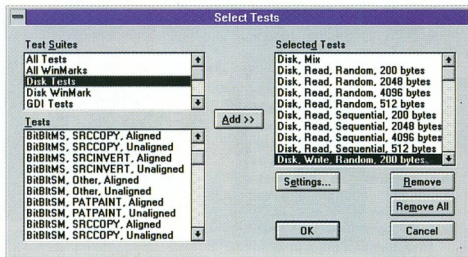 Select Tests
Test Suites
All Tests
All WinMarks
Disk Tests
Disk WinMark
GDI Tests
Tests
BitBltMS, SRCCOPY, Aligned
BitBltMS, SRCCOPY, Unaligned
BitBltMS, SRCINVERT, Aligned
BitBltSM, Other, Aligned
BitBltSM, Other, Unaligned
BitBltSM, PATPAINT, Aligned
BitBltSM, PATPAINT, Unaligned
BitBltSM, SRCCOPY, Aligned
BitBltSM, SRCCOPY, Unaligned
Add >>
Selected Tests
Disk, Mix
Disk, Read, Random, 200 bytes
Disk, Read, Random, 2048 bytes
Disk, Read, Random, 4096 bytes
Disk, Read, Random, 512 bytes
Disk, Read, Sequential, 200 bytes
Disk, Read, Sequential, 2048 bytes
Disk, Read, Sequential, 4096 bytes
Disk, Read, Sequential, 512 bytes
Disk, Write, Random, 200 bytes
Settings...
Remove
Remove All
OK
Cancel